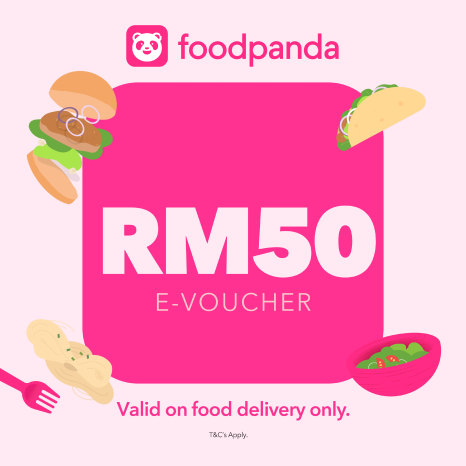 foodpanda
RM50
E-VOUCHER
Valid on food delivery only.
T&C's Apply.